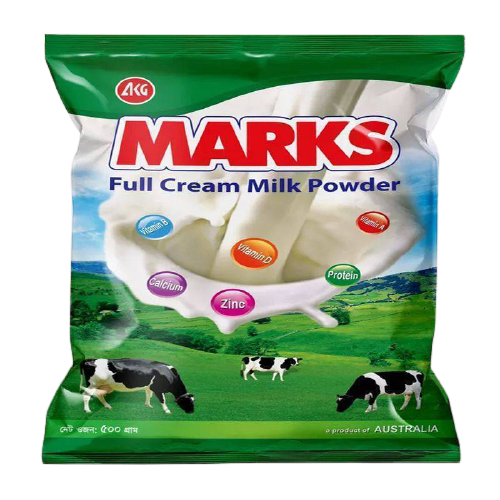 AKG
MARKS
Full Cream Milk Powder
Vitamin B
Vitamin A
Vitamin D
Protein
Calcium
Zinc
নেট ওজন: ৫০০ গ্রাম
a product of AUSTRALIA